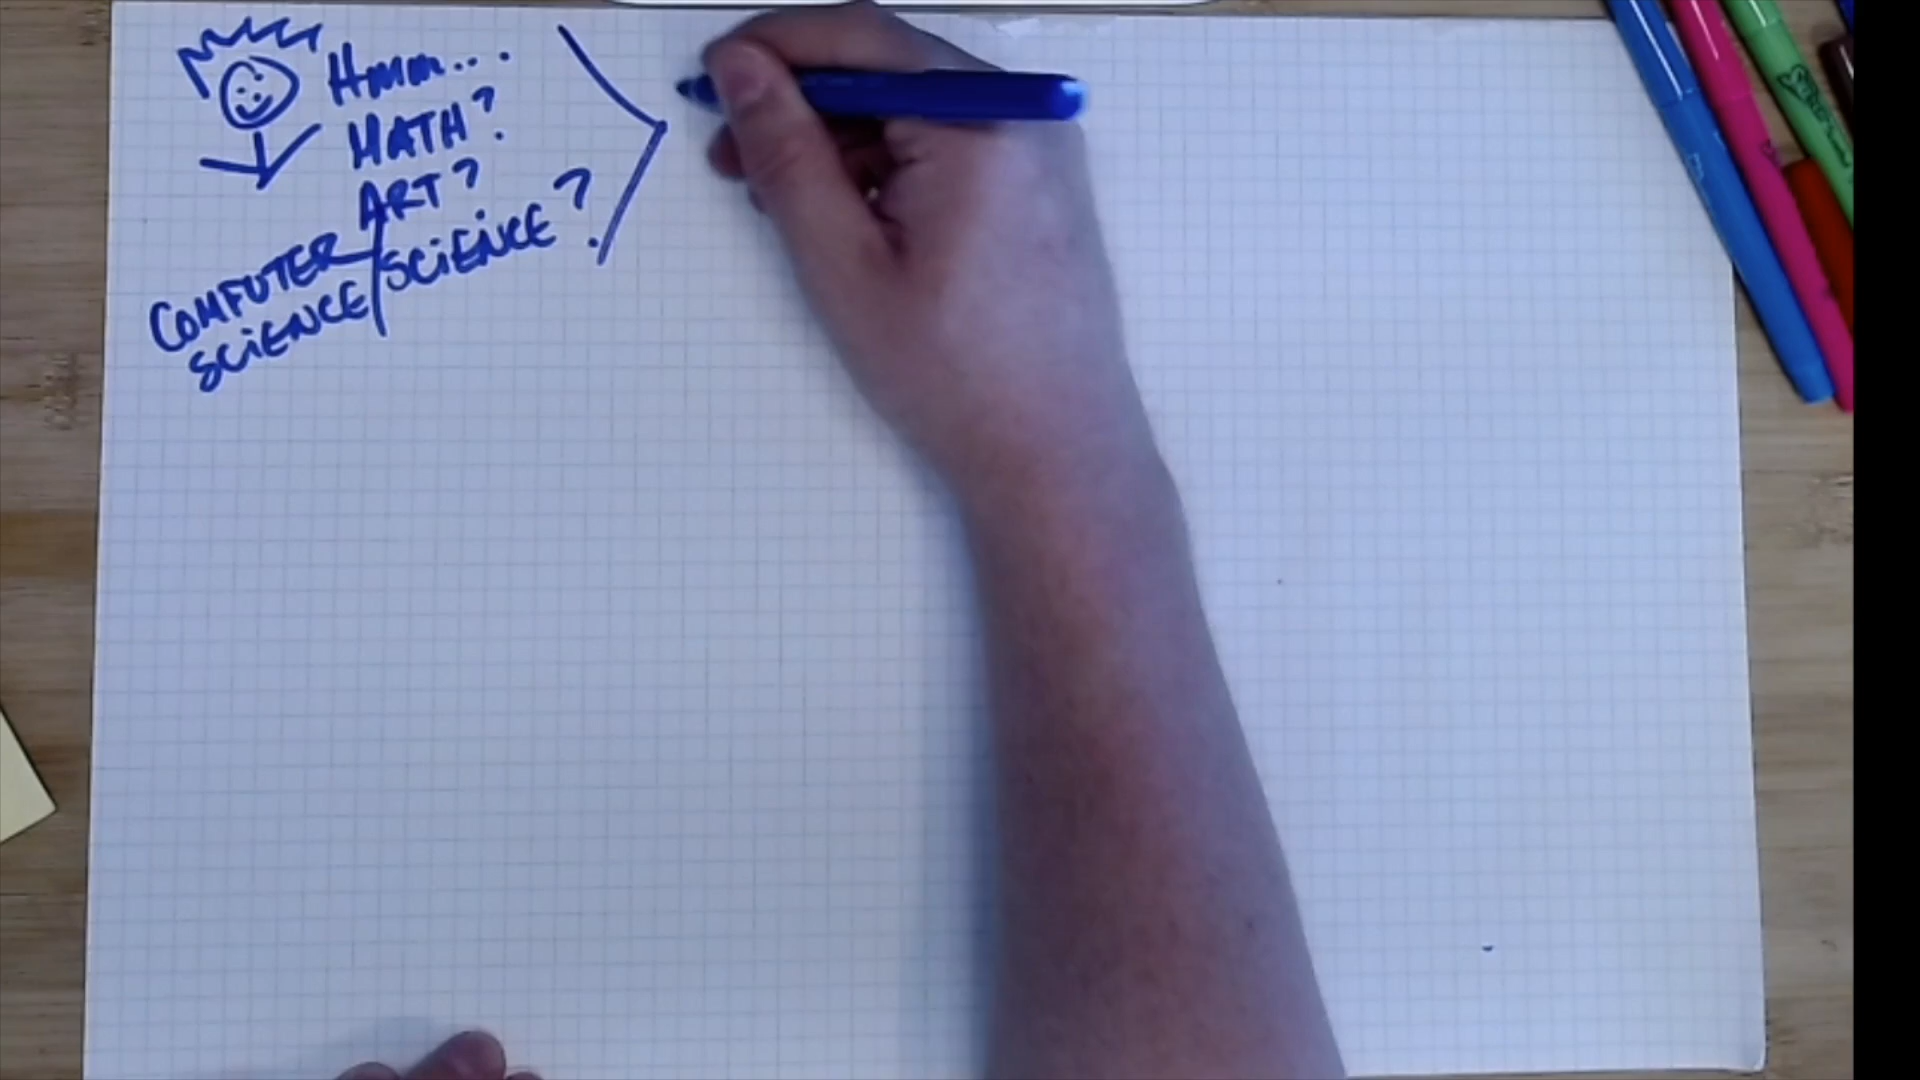 Hmm...
MATH?
ART?
COMPUTER
SCIENCE/SCIENCE?